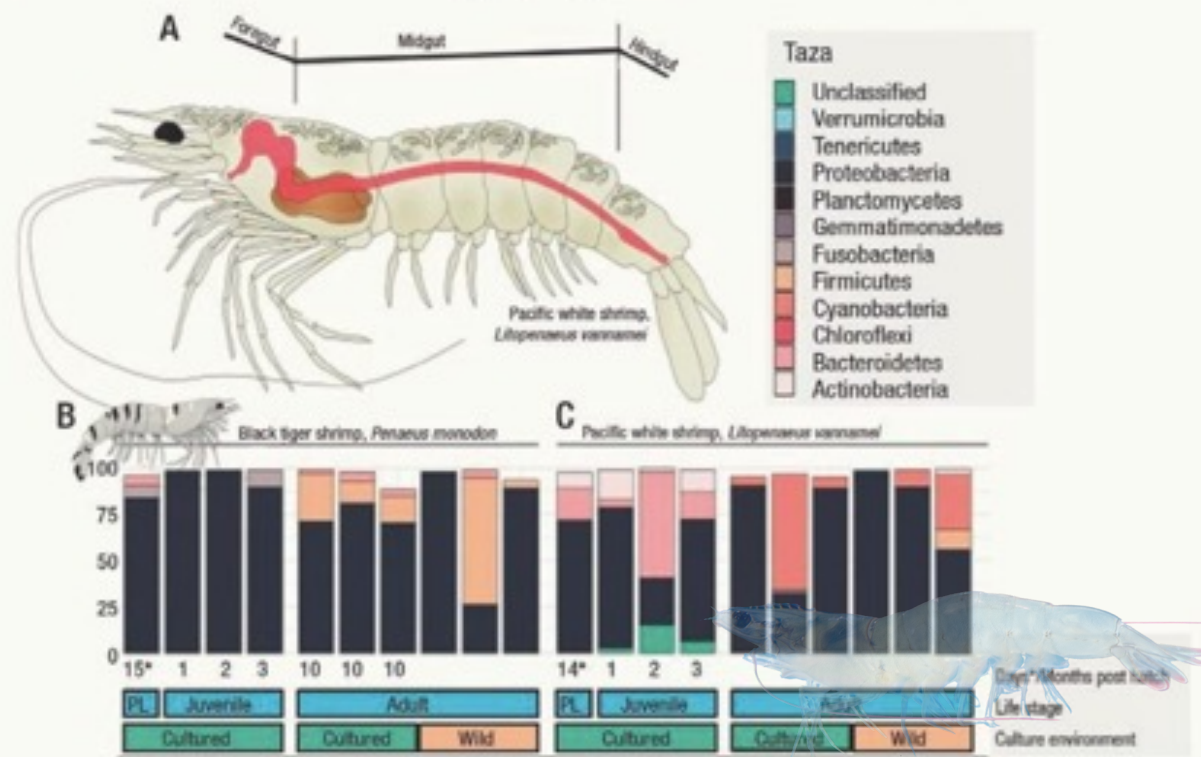 A
Foregut
Midgut
Hindgut
Pacific white shrimp,
Litopenaeus vannamei
Taza
Unclassified
Verrumicrobia
Tenericutes
Proteobacteria
Planctomycetes
Gemmatimonadetes
Fusobacteria
Firmicutes
Cyanobacteria
Chloroflexi
Bacteroidetes
Actinobacteria
B
Black tiger shrimp, Penaeus monodon
C
Pacific white shrimp, Litopenaeus vannamei
100
75
50
25
0
15* 1 2 3 10 10 10 14* 1 2 3
Days*/Months post hatch
PL Juvenile Adult PL Juvenile Adult
Life stage
Cultured Cultured Wild Cultured Cultured Wild
Culture environment